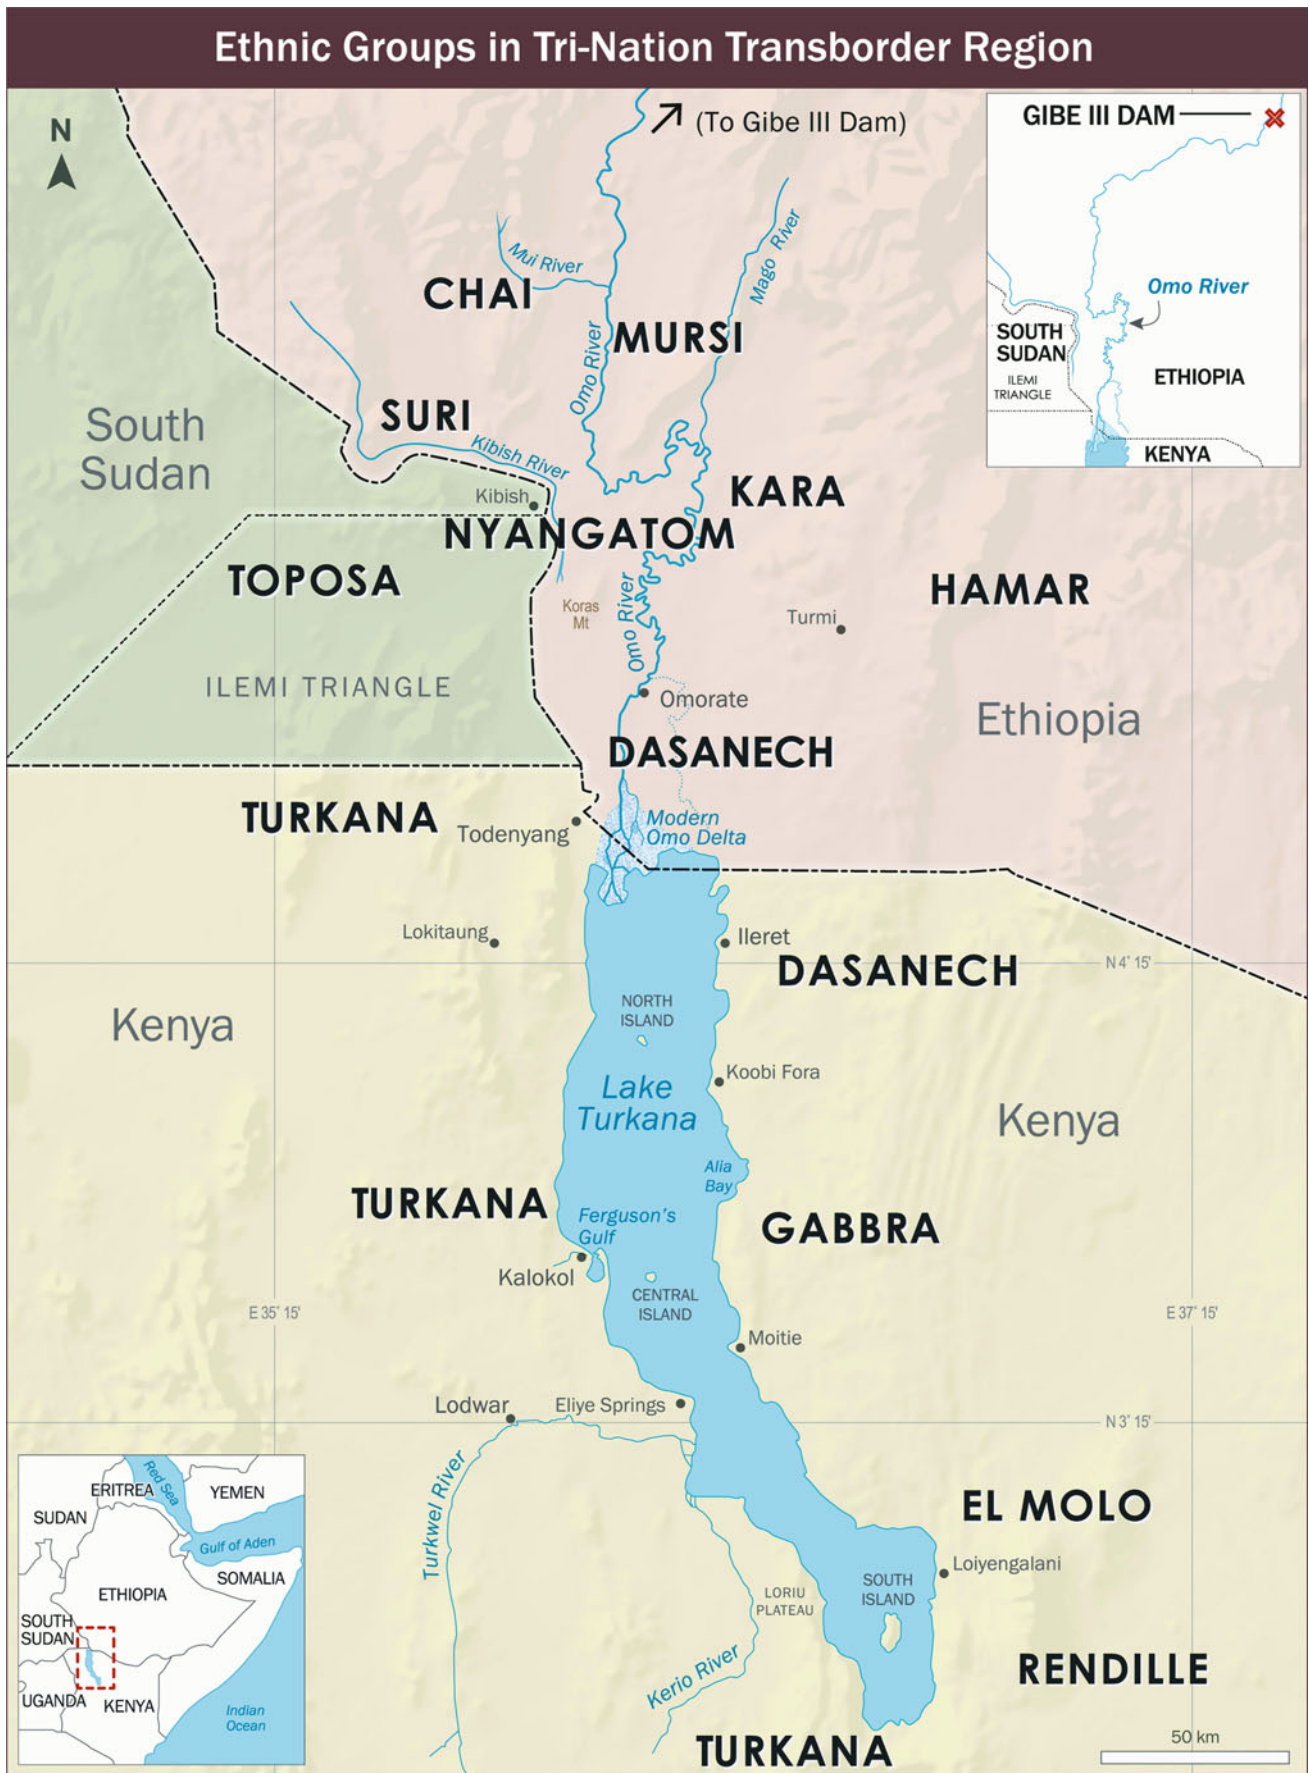 Ethnic Groups in Tri-Nation Transborder Region
N
(To Gibe III Dam)
GIBE III DAM
Omo River
SOUTH
SUDAN
ILEMI
TRIANGLE
ETHIOPIA
KENYA
Mui River
Mago River
CHAI
MURSI
Omo River
SURI
South
Sudan
Kibish River
Kibish
KARA
NYANGATOM
TOPOSA
Koras
Mt
Omo River
Turmi
HAMAR
ILEMI TRIANGLE
Omorate
Ethiopia
DASANECH
TURKANA
Todenyang
Modern
Omo Delta
Lokitaung
Ileret
DASANECH
N 4° 15'
NORTH
ISLAND
Kenya
Koobi Fora
Lake
Turkana
Kenya
Alia
Bay
TURKANA
Ferguson's
Gulf
GABBRA
Kalokol
CENTRAL
ISLAND
E 35° 15'
E 37° 15'
Moitie
Lodwar
Eliye Springs
N 3° 15'
Turkwel River
EL MOLO
Loiyengalani
SOUTH
ISLAND
LORIU
PLATEAU
Kerio River
RENDILLE
TURKANA
50 km
ERITREA
Red Sea
YEMEN
SUDAN
Gulf of Aden
SOMALIA
ETHIOPIA
SOUTH
SUDAN
UGANDA
KENYA
Indian
Ocean